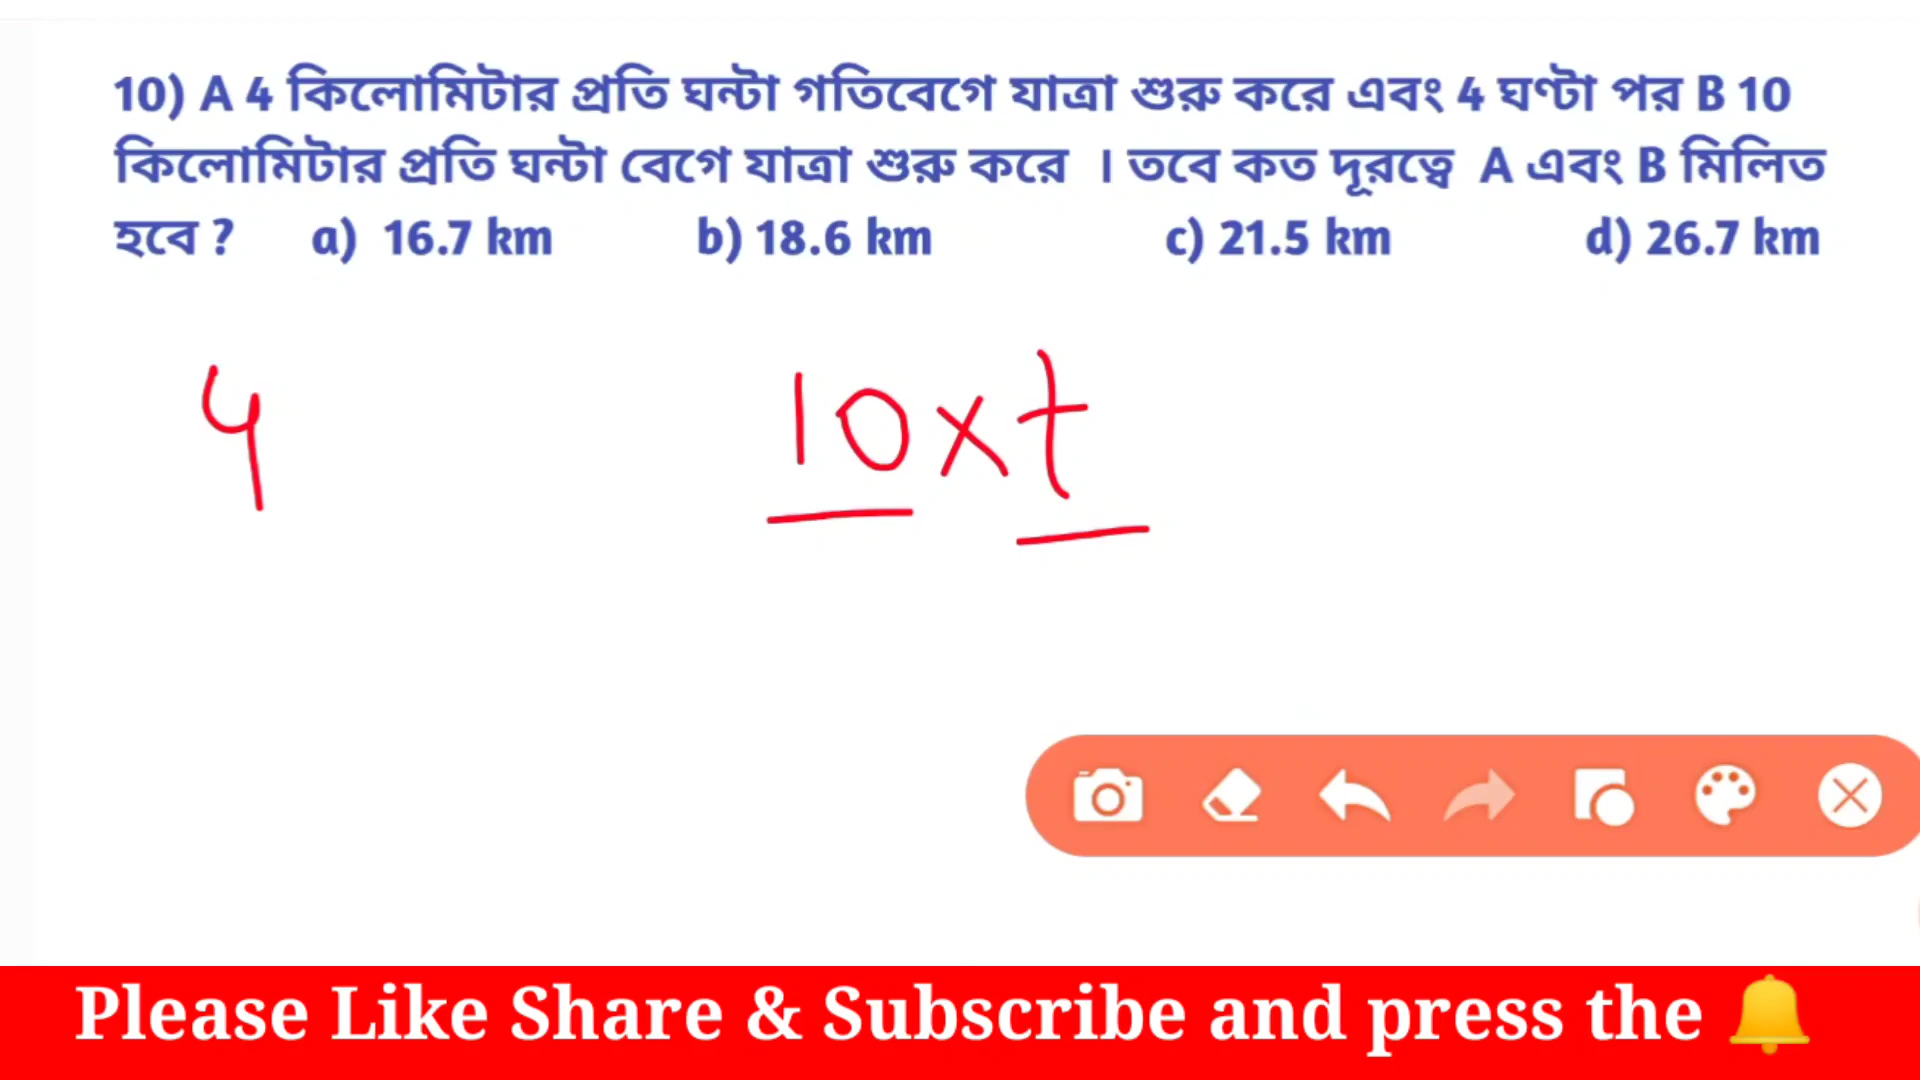 10) A 4 কিলোমিটার প্রতি ঘন্টা গতিবেগে যাত্রা শুরু করে এবং 4 ঘণ্টা পর B 10
কিলোমিটার প্রতি ঘন্টা বেগে যাত্রা শুরু করে । তবে কত দূরত্বে A এবং B মিলিত
হবে ? a) 16.7 km b) 18.6 km c) 21.5 km d) 26.7 km
4 10×t
Please Like Share & Subscribe and press the 🔔